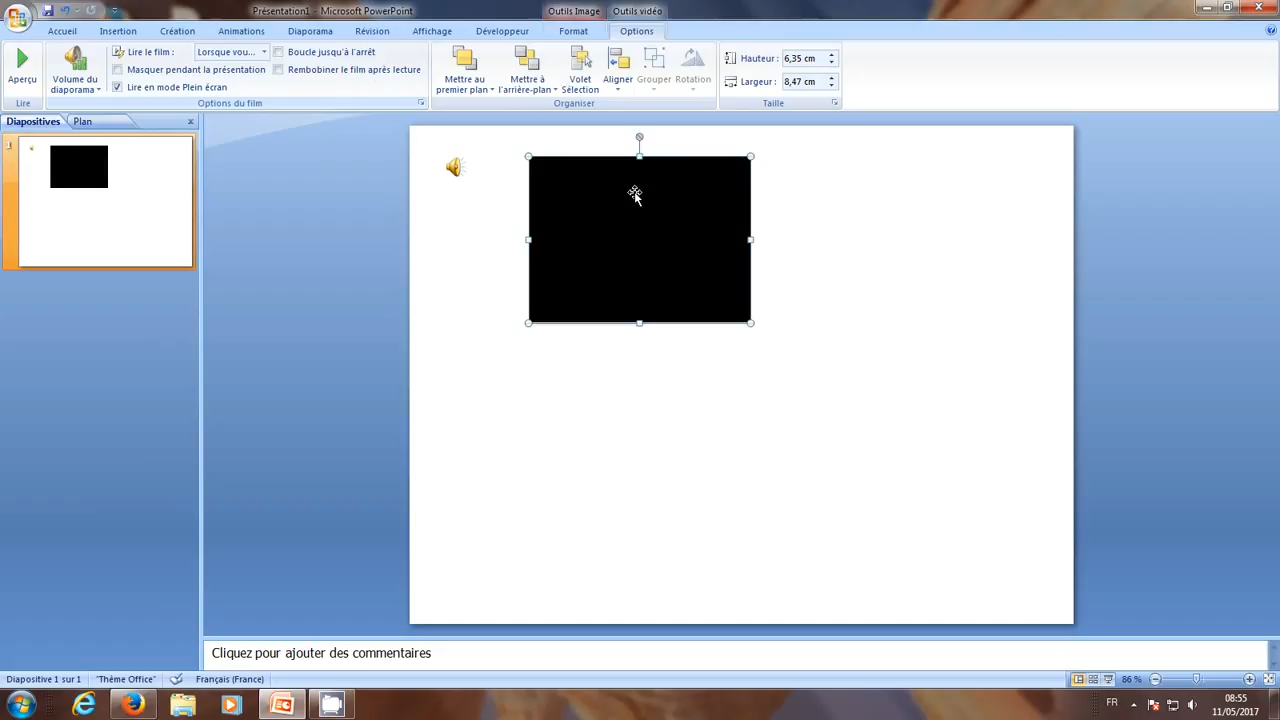 Présentation1 - Microsoft PowerPoint
Outils Image
Outils vidéo
Accueil
Insertion
Création
Animations
Diaporama
Révision
Affichage
Développeur
Format
Options
Aperçu
Lire
Volume du diaporama
Lire le film :
Lorsque vou...
Masquer pendant la présentation
Lire en mode Plein écran
Boucle jusqu'à l'arrêt
Rembobiner le film après lecture
Options du film
Mettre au premier plan
Mettre à l'arrière-plan
Volet Sélection
Aligner
Grouper
Rotation
Organiser
Hauteur :
6,35 cm
Largeur :
8,47 cm
Taille
Diapositives
Plan
1
Cliquez pour ajouter des commentaires
Diapositive 1 sur 1
"Thème Office"
Français (France)
86 %
FR
08:55
11/05/2017